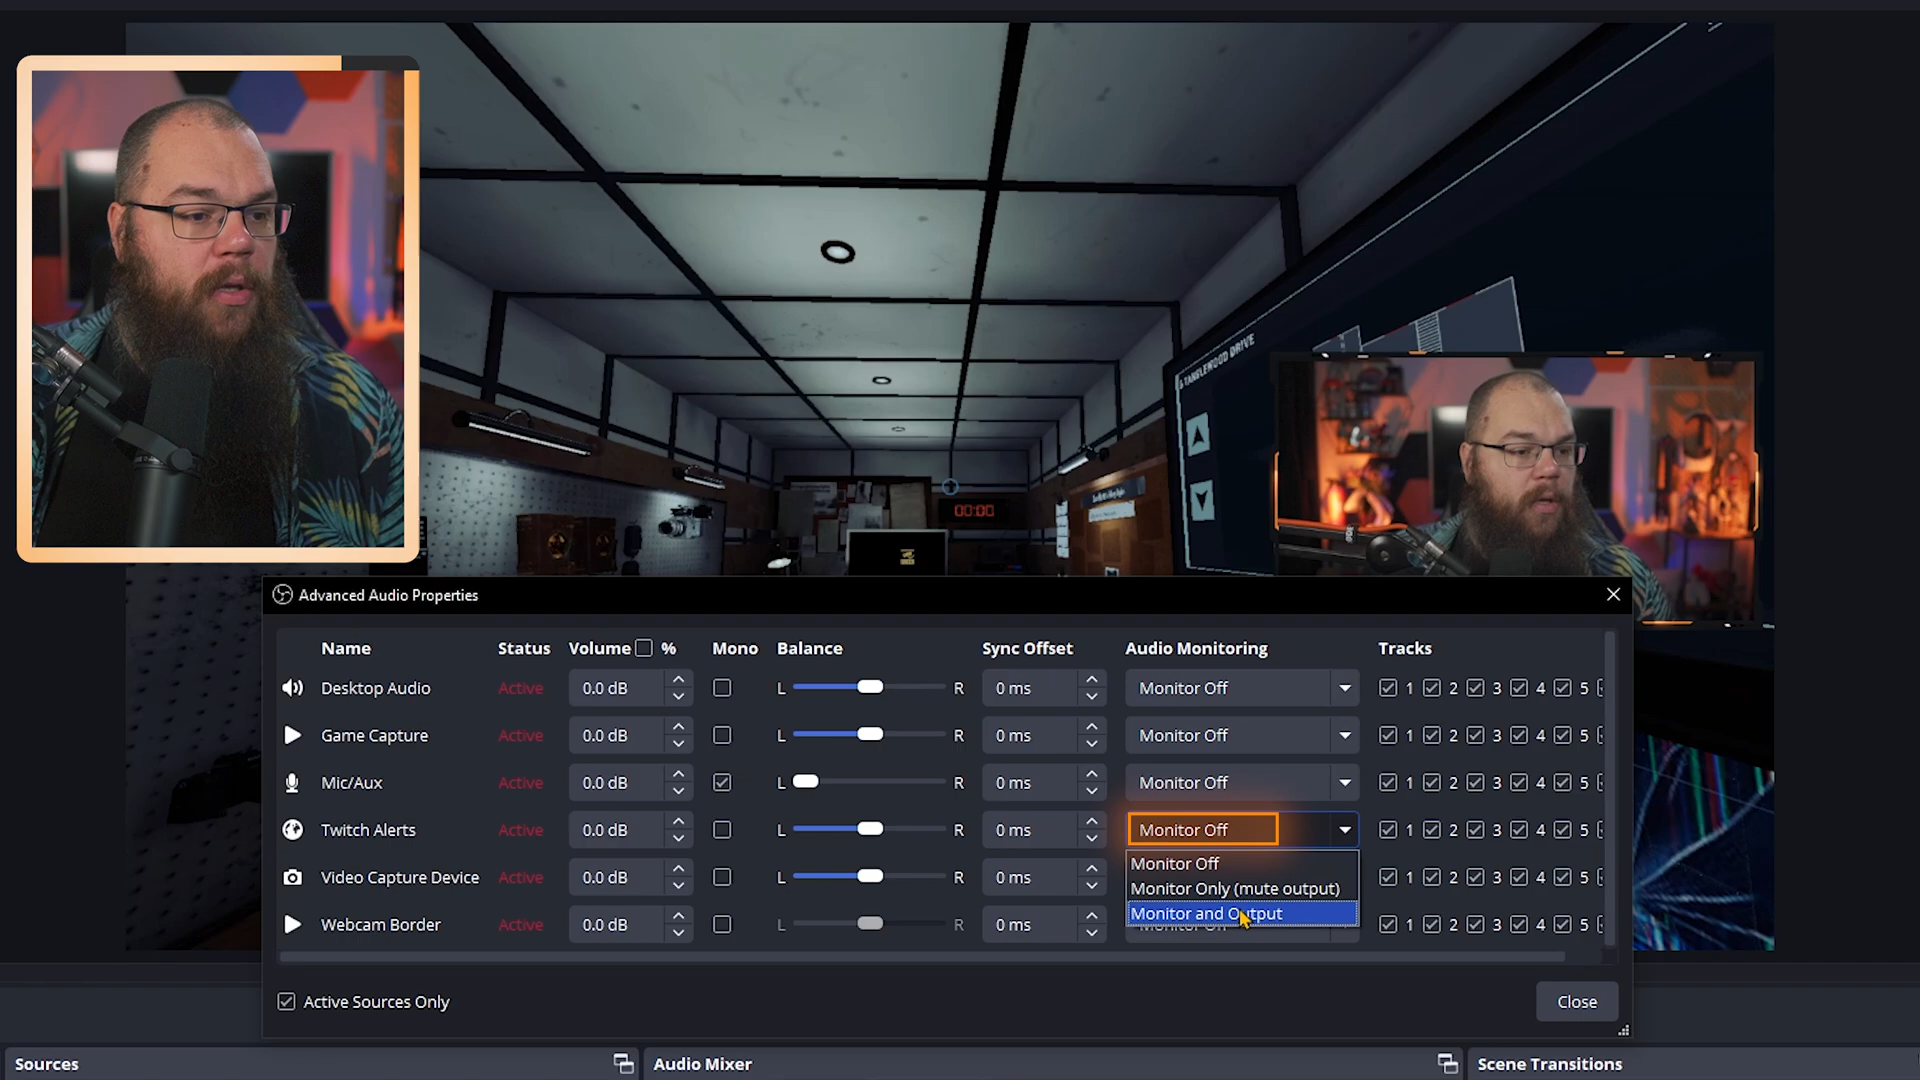 TANGLEWOOD DRIVE
00:00
Advanced Audio Properties
Name Status Volume % Mono Balance Sync Offset Audio Monitoring Tracks
Desktop Audio Active 0.0 dB L R 0 ms Monitor Off 1 2 3 4 5
Game Capture Active 0.0 dB L R 0 ms Monitor Off 1 2 3 4 5
Mic/Aux Active 0.0 dB L R 0 ms Monitor Off 1 2 3 4 5
Twitch Alerts Active 0.0 dB L R 0 ms Monitor Off 1 2 3 4 5
Monitor Off
Monitor Only (mute output)
Monitor and Output
Video Capture Device Active 0.0 dB L R 0 ms 1 2 3 4 5
Webcam Border Active 0.0 dB L R 0 ms Monitor Off 1 2 3 4 5
Active Sources Only
Close
Sources
Audio Mixer
Scene Transitions